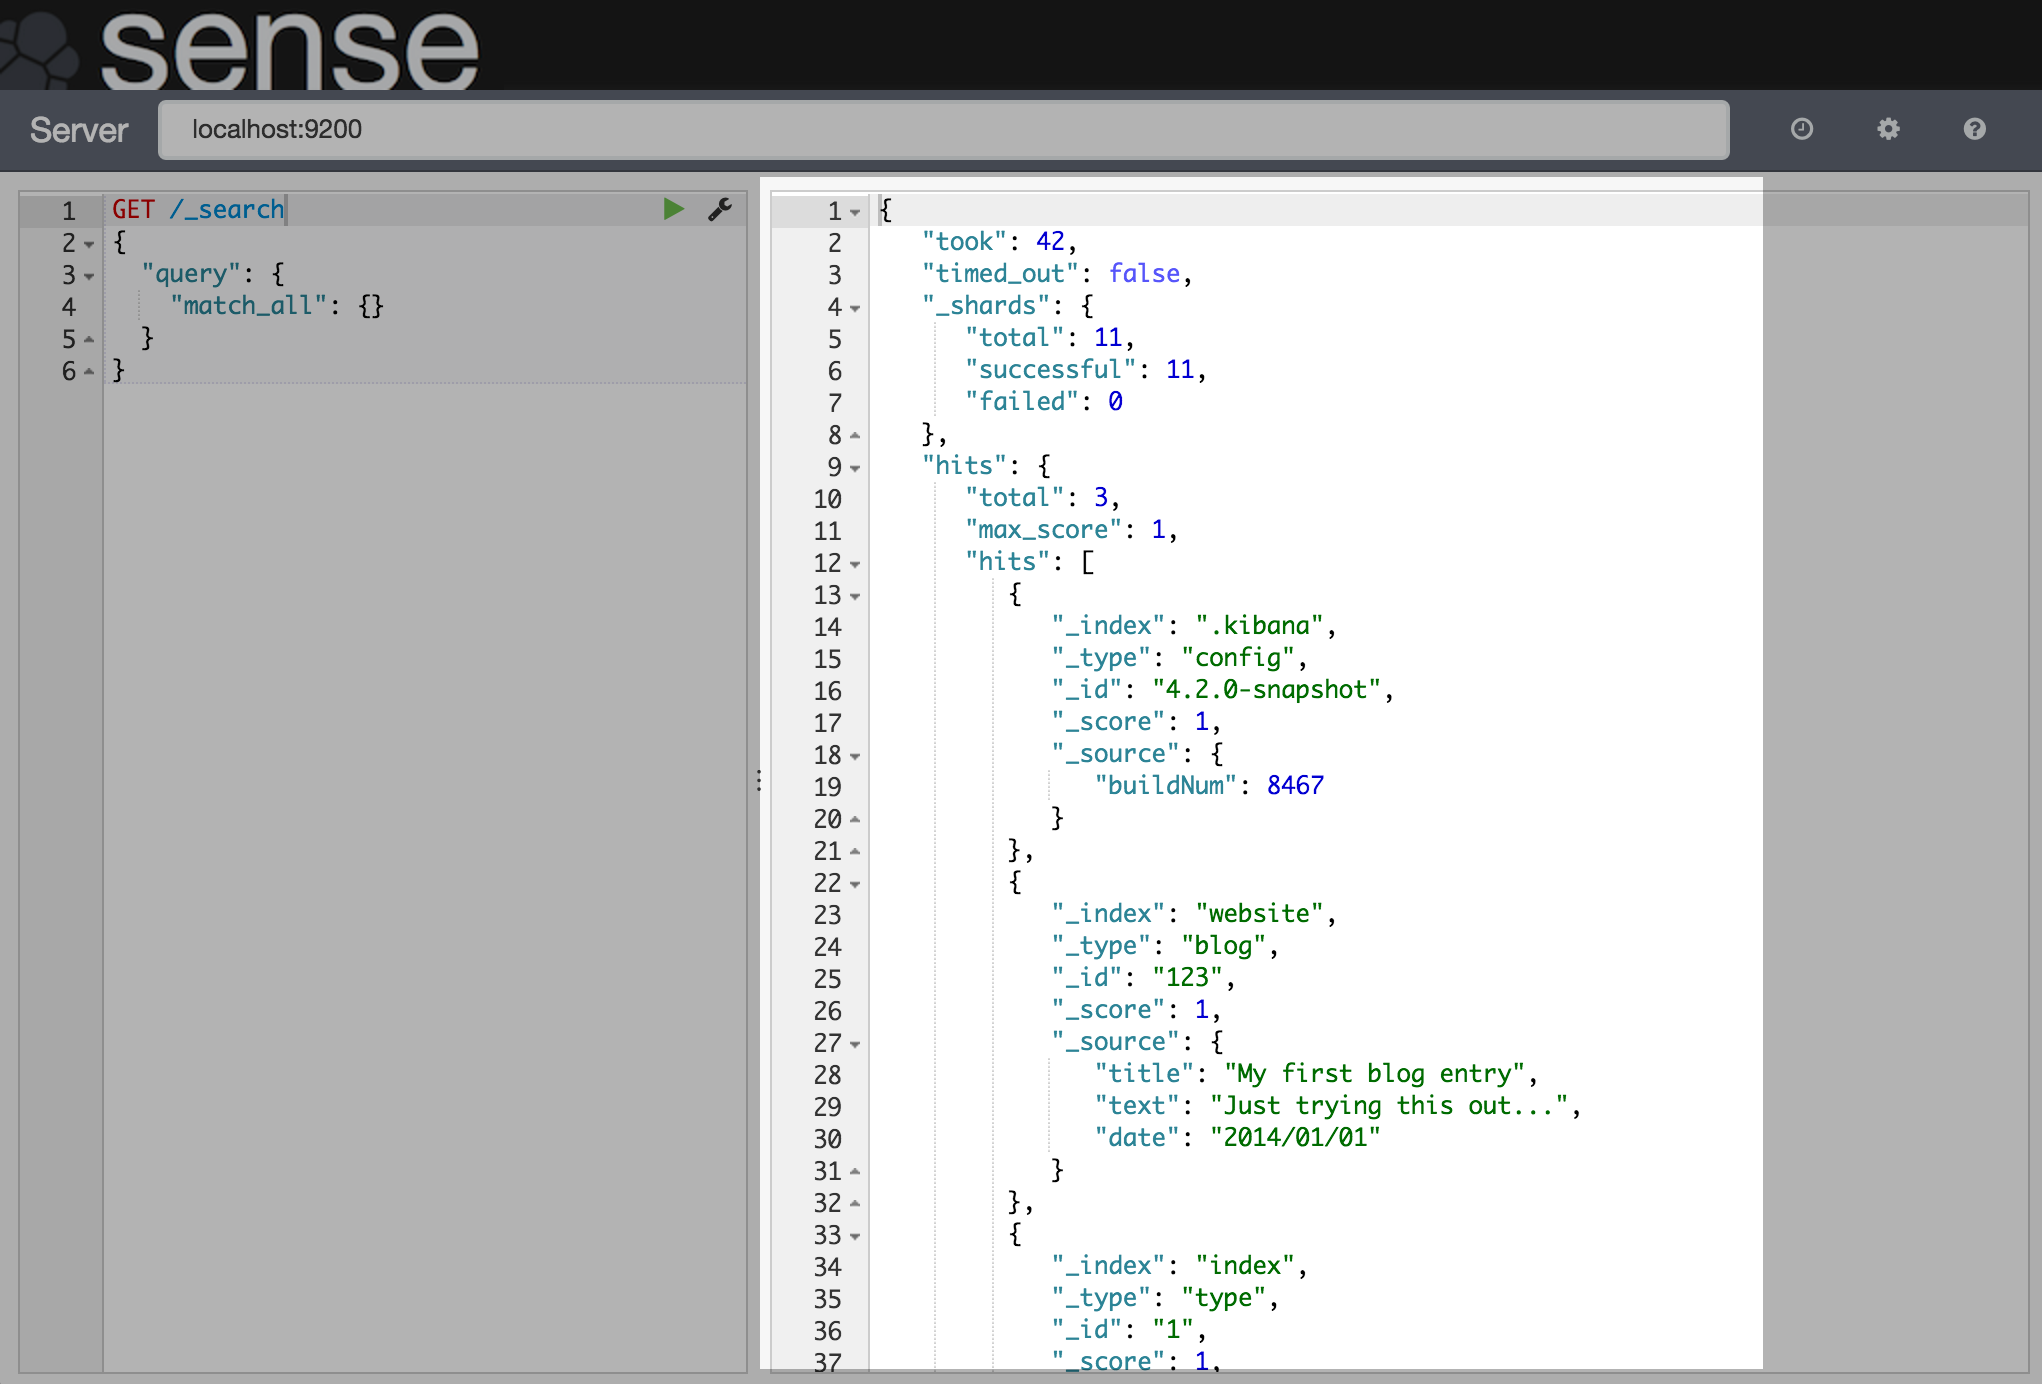 sense
Server localhost:9200
1 GET /_search
2 {
3 "query": {
4 "match_all": {}
5 }
6 }
1 {
2 "took": 42,
3 "timed_out": false,
4 "_shards": {
5 "total": 11,
6 "successful": 11,
7 "failed": 0
8 },
9 "hits": {
10 "total": 3,
11 "max_score": 1,
12 "hits": [
13 {
14 "_index": ".kibana",
15 "_type": "config",
16 "_id": "4.2.0-snapshot",
17 "_score": 1,
18 "_source": {
19 "buildNum": 8467
20 }
21 },
22 {
23 "_index": "website",
24 "_type": "blog",
25 "_id": "123",
26 "_score": 1,
27 "_source": {
28 "title": "My first blog entry",
29 "text": "Just trying this out...",
30 "date": "2014/01/01"
31 }
32 },
33 {
34 "_index": "index",
35 "_type": "type",
36 "_id": "1",
37 "_score": 1,